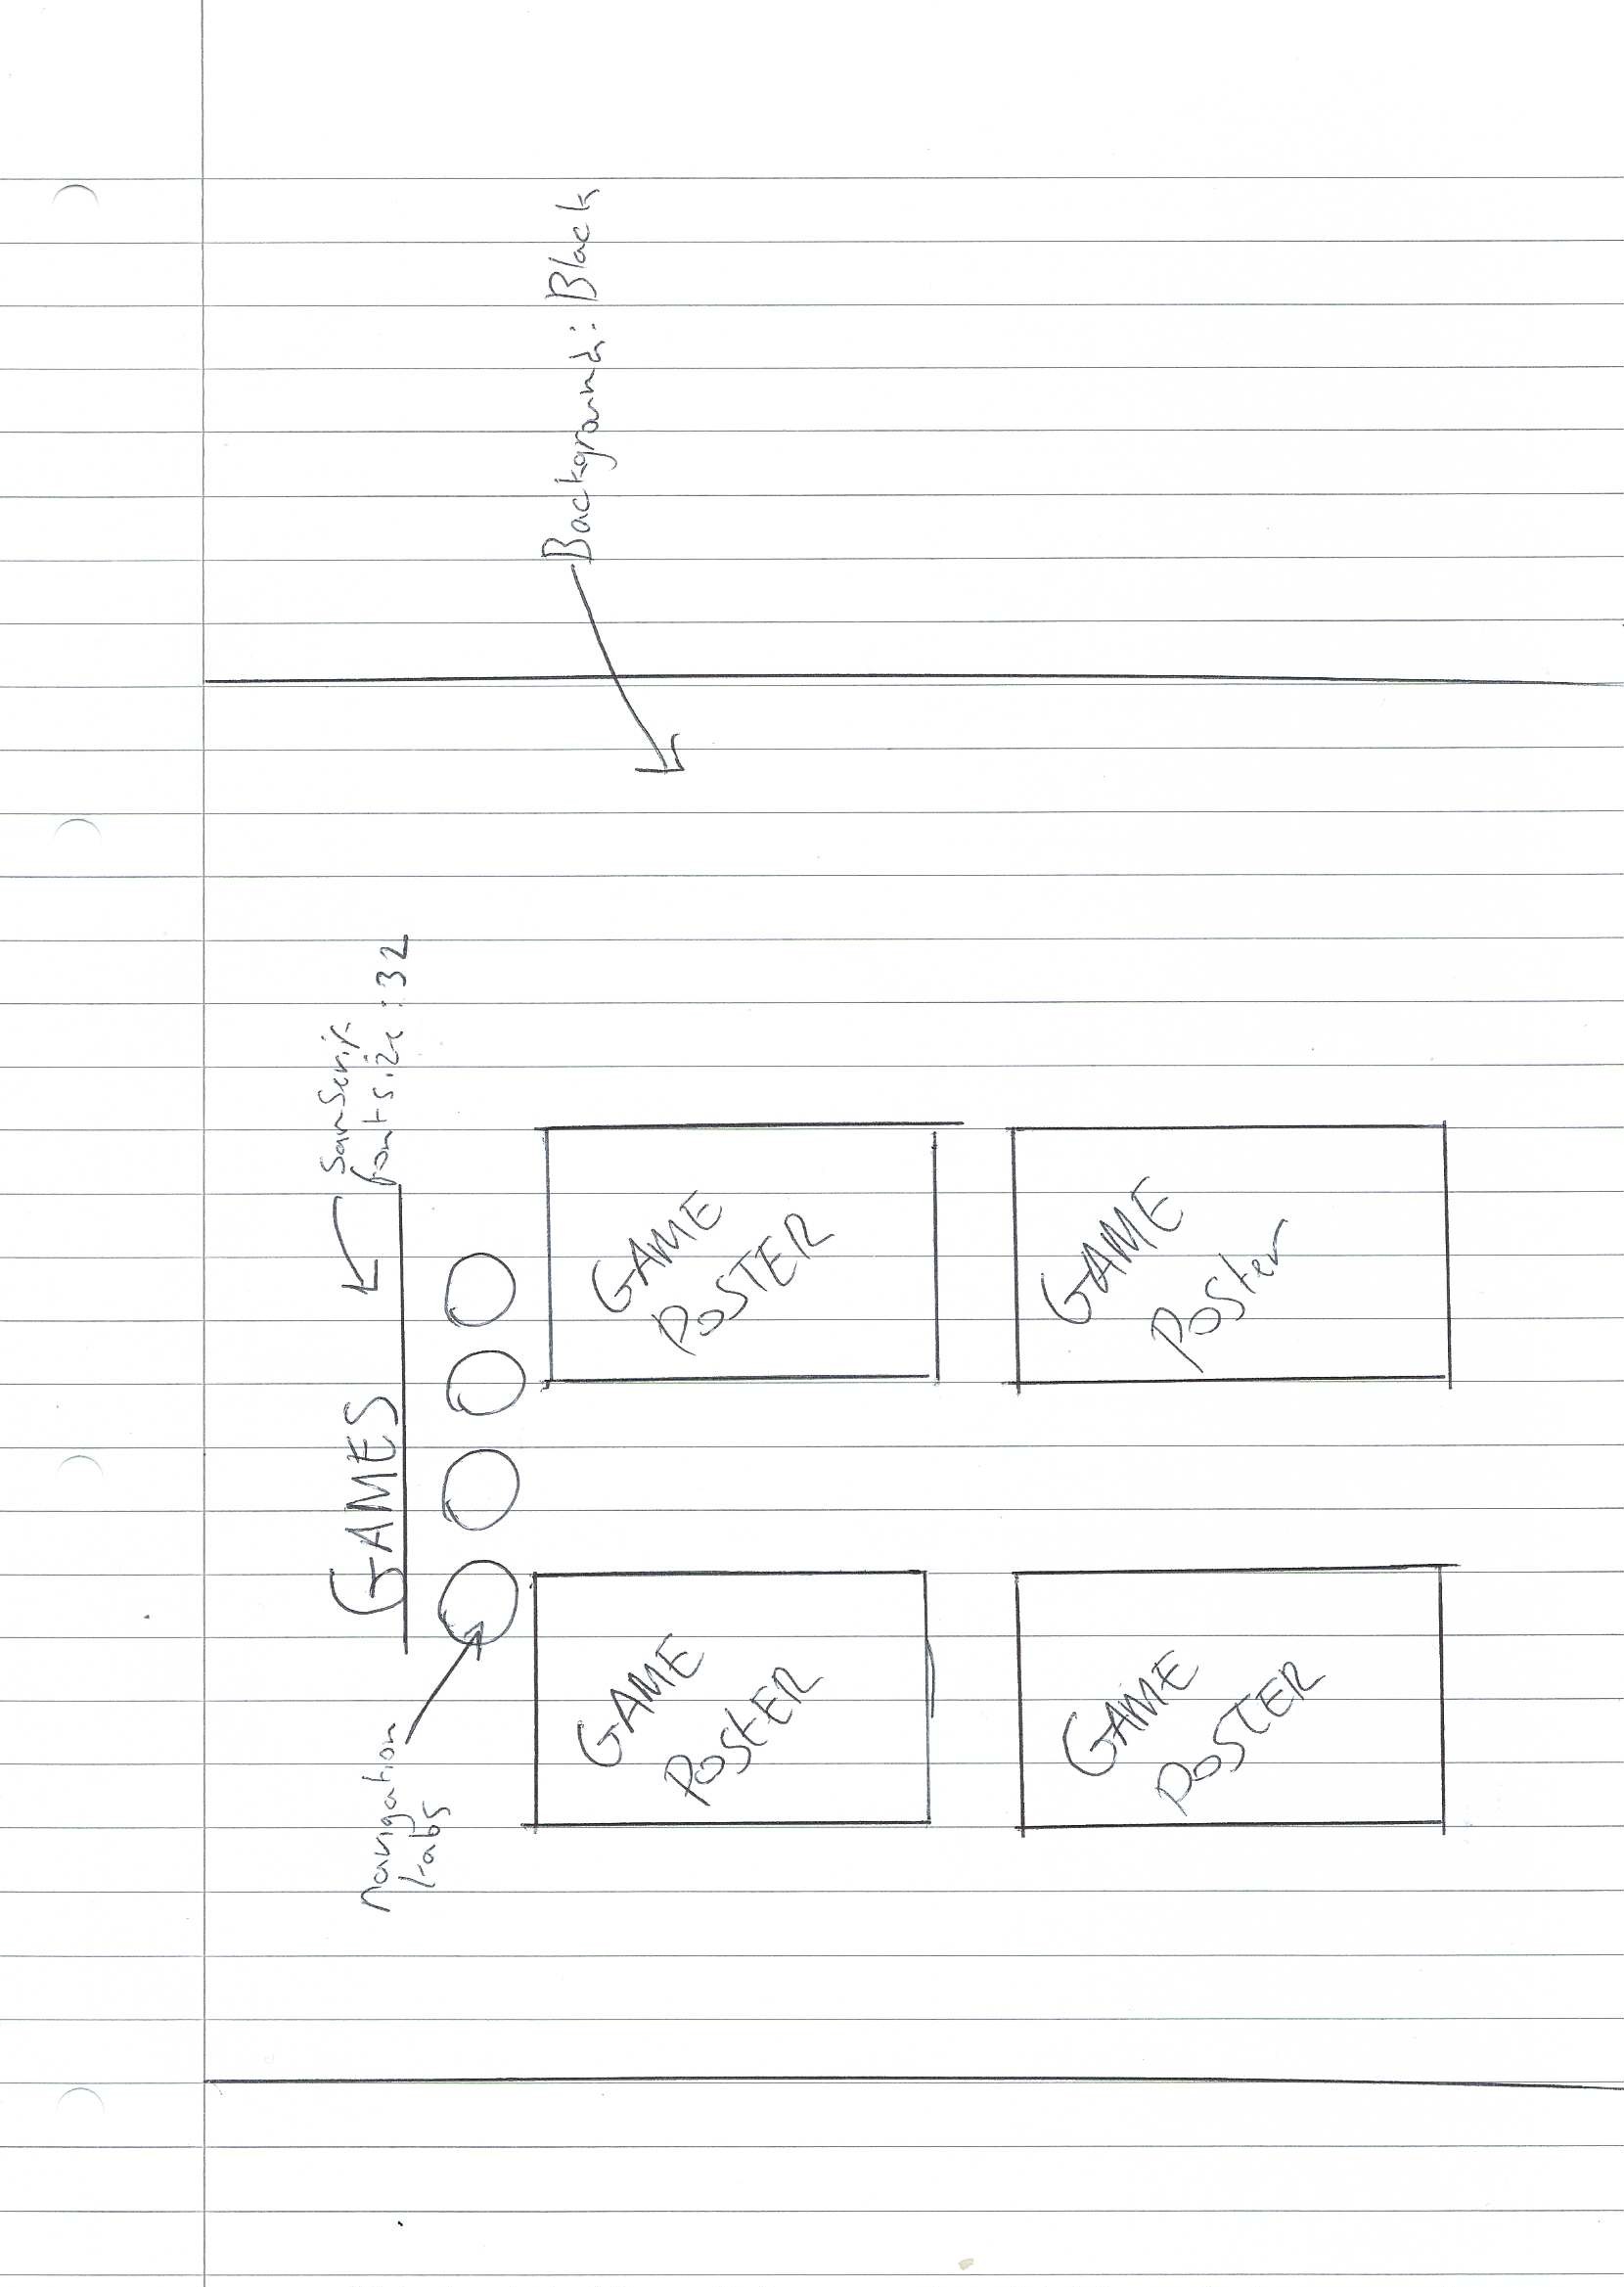 SanSerif
font size :32
GAMES
navigation
tabs
Background: Black
GAME
POStER
GAME
POSTER
GAME
POSTER
GAME
Poster